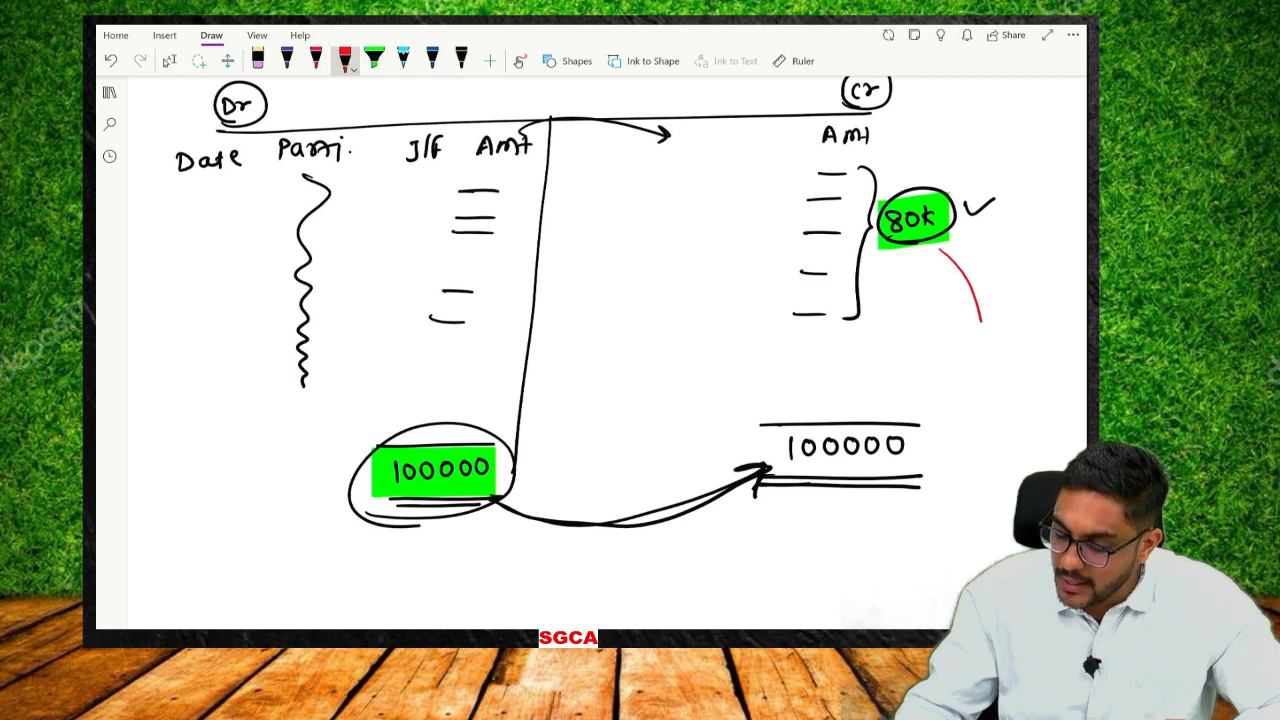 Home Insert Draw View Help
Share
Shapes Ink to Shape Ink to Text Ruler
Dr Cr
Date J/F Amt Amt
80k
100000 100000
SGCA